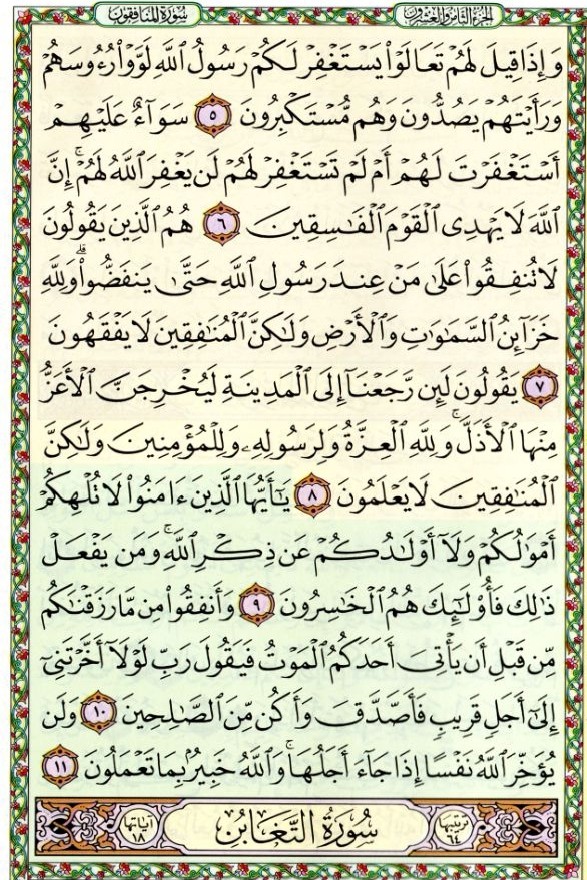 سورة المنافقون الجزء الثامن والعشرون
وَإِذَا قِيلَ لَهُمْ تَعَالَوْا۟ يَسْتَغْفِرْ لَكُمْ رَسُولُ ٱللَّهِ لَوَّوْا۟ رُءُوسَهُمْ
وَرَأَيْتَهُمْ يَصُدُّونَ وَهُم مُّسْتَكْبِرُونَ ٥ سَوَآءٌ عَلَيْهِمْ
أَسْتَغْفَرْتَ لَهُمْ أَمْ لَمْ تَسْتَغْفِرْ لَهُمْ لَن يَغْفِرَ ٱللَّهُ لَهُمْ ۚ إِنَّ
ٱللَّهَ لَا يَهْدِى ٱلْقَوْمَ ٱلْفَـٰسِقِينَ ٦ هُمُ ٱلَّذِينَ يَقُولُونَ
لَا تُنفِقُوا۟ عَلَىٰ مَنْ عِندَ رَسُولِ ٱللَّهِ حَتَّىٰ يَنفَضُّوا۟ ۗ وَلِلَّهِ
خَزَآئِنُ ٱلسَّمَـٰوَٰتِ وَٱلْأَرْضِ وَلَـٰكِنَّ ٱلْمُنَـٰفِقِينَ لَا يَفْقَهُونَ
٧ يَقُولُونَ لَئِن رَّجَعْنَآ إِلَى ٱلْمَدِينَةِ لَيُخْرِجَنَّ ٱلْأَعَزُّ
مِنْهَا ٱلْأَذَلَّ ۚ وَلِلَّهِ ٱلْعِزَّةُ وَلِرَسُولِهِۦ وَلِلْمُؤْمِنِينَ وَلَـٰكِنَّ
ٱلْمُنَـٰفِقِينَ لَا يَعْلَمُونَ ٨ يَـٰٓأَيُّهَا ٱلَّذِينَ ءَامَنُوا۟ لَا تُلْهِكُمْ
أَمْوَٰلُكُمْ وَلَآ أَوْلَـٰدُكُمْ عَن ذِكْرِ ٱللَّهِ ۚ وَمَن يَفْعَلْ
ذَٰلِكَ فَأُو۟لَـٰٓئِكَ هُمُ ٱلْخَـٰسِرُونَ ٩ وَأَنفِقُوا۟ مِن مَّا رَزَقْنَـٰكُم
مِّن قَبْلِ أَن يَأْتِىَ أَحَدَكُمُ ٱلْمَوْتُ فَيَقُولَ رَبِّ لَوْلَآ أَخَّرْتَنِىٓ
إِلَىٰٓ أَجَلٍ قَرِيبٍ فَأَصَّدَّقَ وَأَكُن مِّنَ ٱلصَّـٰلِحِينَ ١٠ وَلَن
يُؤَخِّرَ ٱللَّهُ نَفْسًا إِذَا جَآءَ أَجَلُهَا ۚ وَٱللَّهُ خَبِيرٌۢ بِمَا تَعْمَلُونَ ١١
ترتيبها ٦٤ سُورَةُ التَّغَابُنِ آياتها ١٨